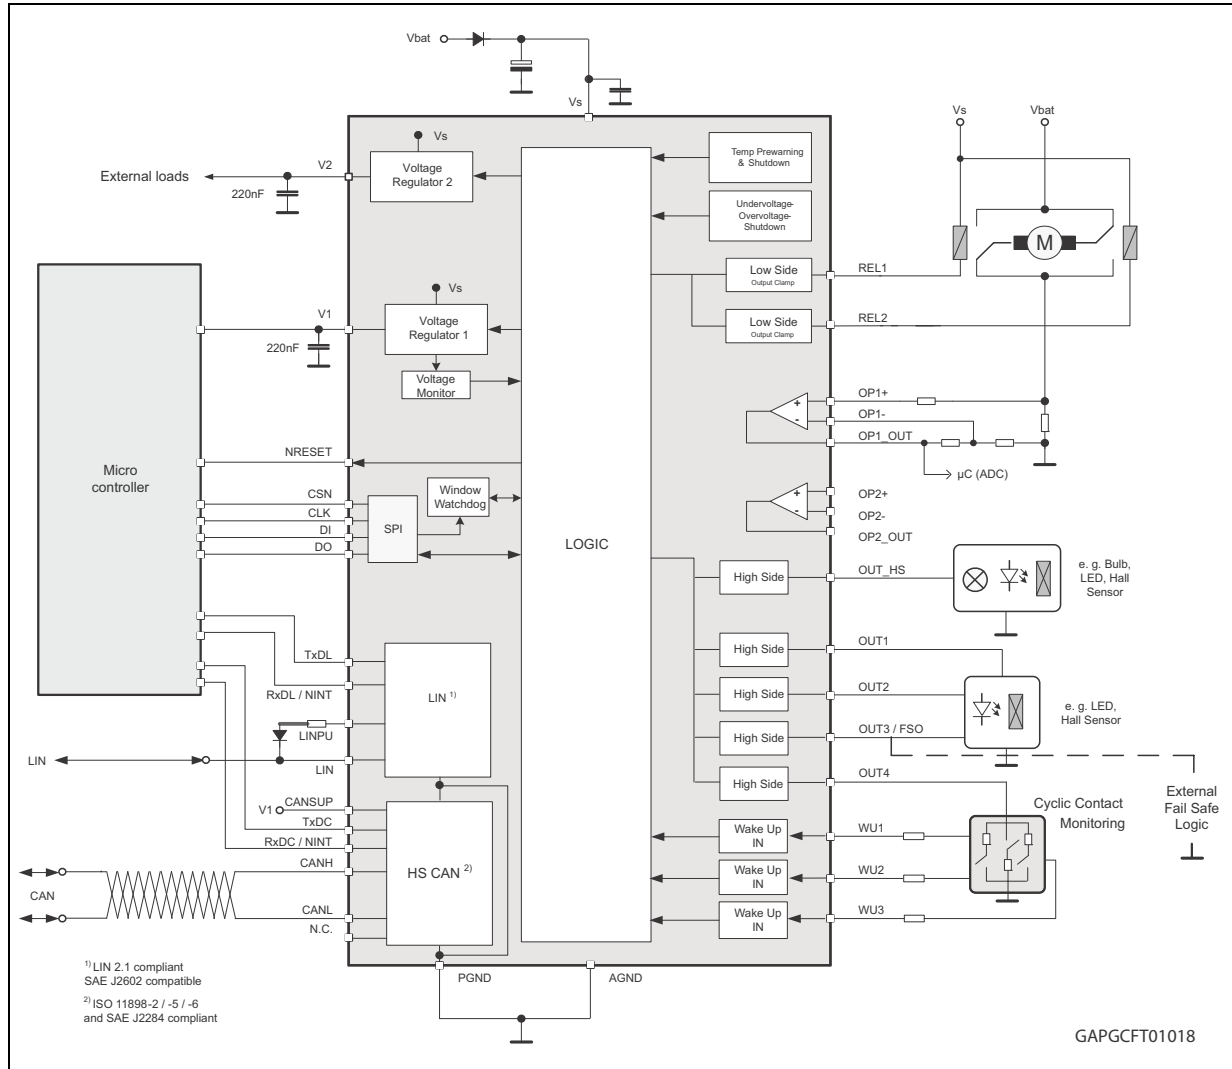 Vbat
Vs
Vs
Vbat
V2
Vs
Voltage
Regulator 2
External loads
220nF
Temp Prewarning
& Shutdown
Undervoltage-
Overvoltage-
Shutdown
M
Low Side
Output Clamp
REL1
Low Side
Output Clamp
REL2
V1
Vs
Voltage
Regulator 1
220nF
Voltage
Monitor
OP1+
OP1-
OP1_OUT
+
-
µC (ADC)
Micro
controller
NRESET
CSN
CLK
DI
DO
SPI
Window
Watchdog
LOGIC
+
-
OP2+
OP2-
OP2_OUT
High Side
OUT_HS
e. g. Bulb,
LED, Hall
Sensor
High Side
OUT1
High Side
OUT2
High Side
OUT3 / FSO
High Side
OUT4
e. g. LED,
Hall Sensor
External
Fail Safe
Logic
Cyclic Contact
Monitoring
TxDL
RxDL / NINT
LIN 1)
LINPU
LIN
LIN
V1
CANSUP
TxDC
RxDC / NINT
CANH
HS CAN 2)
CAN
CANL
N.C.
Wake Up
IN
WU1
Wake Up
IN
WU2
Wake Up
IN
WU3
PGND
AGND
1) LIN 2.1 compliant
SAE J2602 compatible
2) ISO 11898-2 / -5 / -6
and SAE J2284 compliant
GAPGCFT01018